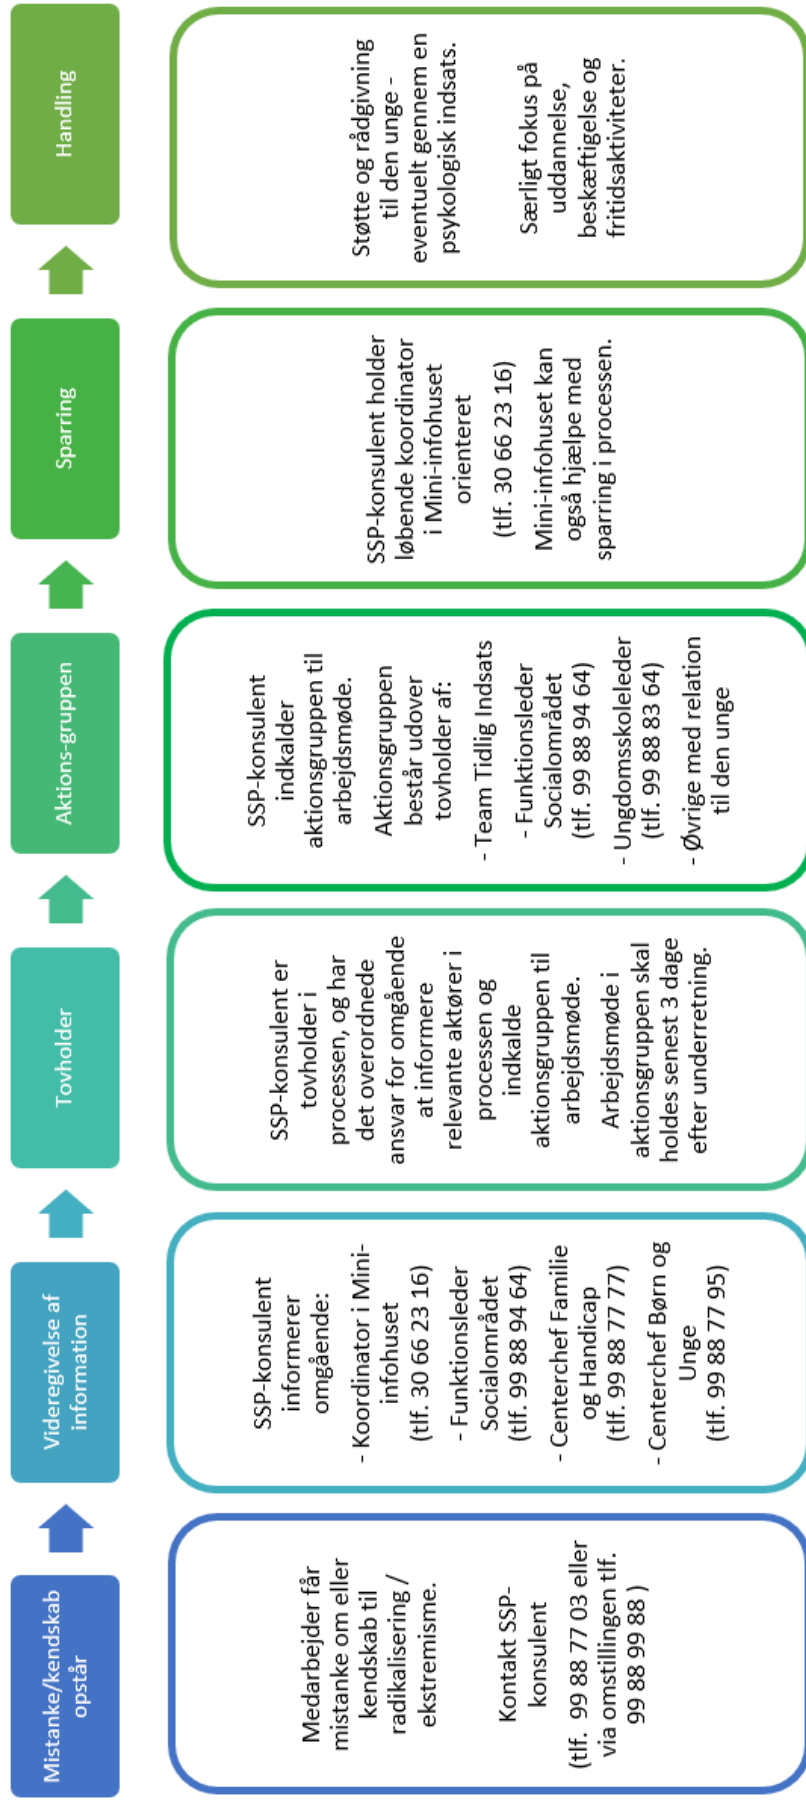 Mistanke/kendskab
opstår
Medarbejder får
mistanke om eller
kendskab til
radikalisering /
ekstremisme.
Kontakt SSP-
konsulent
(tlf.  99 88 77 03 eller
via omstillingen tlf.
99 88 99 88 )
Videregivelse af
information
SSP-konsulent
informerer
omgående:
- Koordinator i Mini-
infohuset
(tlf. 30 66 23 16)
- Funktionsleder
Socialområdet
(tlf. 99 88 94 64)
- Centerchef Familie
og Handicap
(tlf. 99 88 77 77)
- Centerchef Børn og
Unge
(tlf. 99 88 77 95)
Tovholder
SSP-konsulent er
tovholder i
processen, og har
det overordnede
ansvar for omgående
at informere
relevante aktører i
processen og
indkalde
aktionsgruppen til
arbejdsmøde.
Arbejdsmøde i
aktionsgruppen skal
holdes senest 3 dage
efter underretning.
Aktions-gruppen
SSP-konsulent
indkalder
aktionsgruppen til
arbejdsmøde.
Aktionsgruppen
består udover
tovholder af:
- Team Tidlig Indsats
- Funktionsleder
Socialområdet
(tlf. 99 88 94 64)
- Ungdomsskoleleder
(tlf. 99 88 83 64)
- Øvrige med relation
til den unge
Sparring
SSP-konsulent holder
løbende koordinator
i Mini-infohuset
orienteret
(tlf. 30 66 23 16)
Mini-infohuset kan
også hjælpe med
sparring i processen.
Handling
Støtte og rådgivning
til den unge -
eventuelt gennem en
psykologisk indsats.
Særligt fokus på
uddannelse,
beskæftigelse og
fritidsaktiviteter.